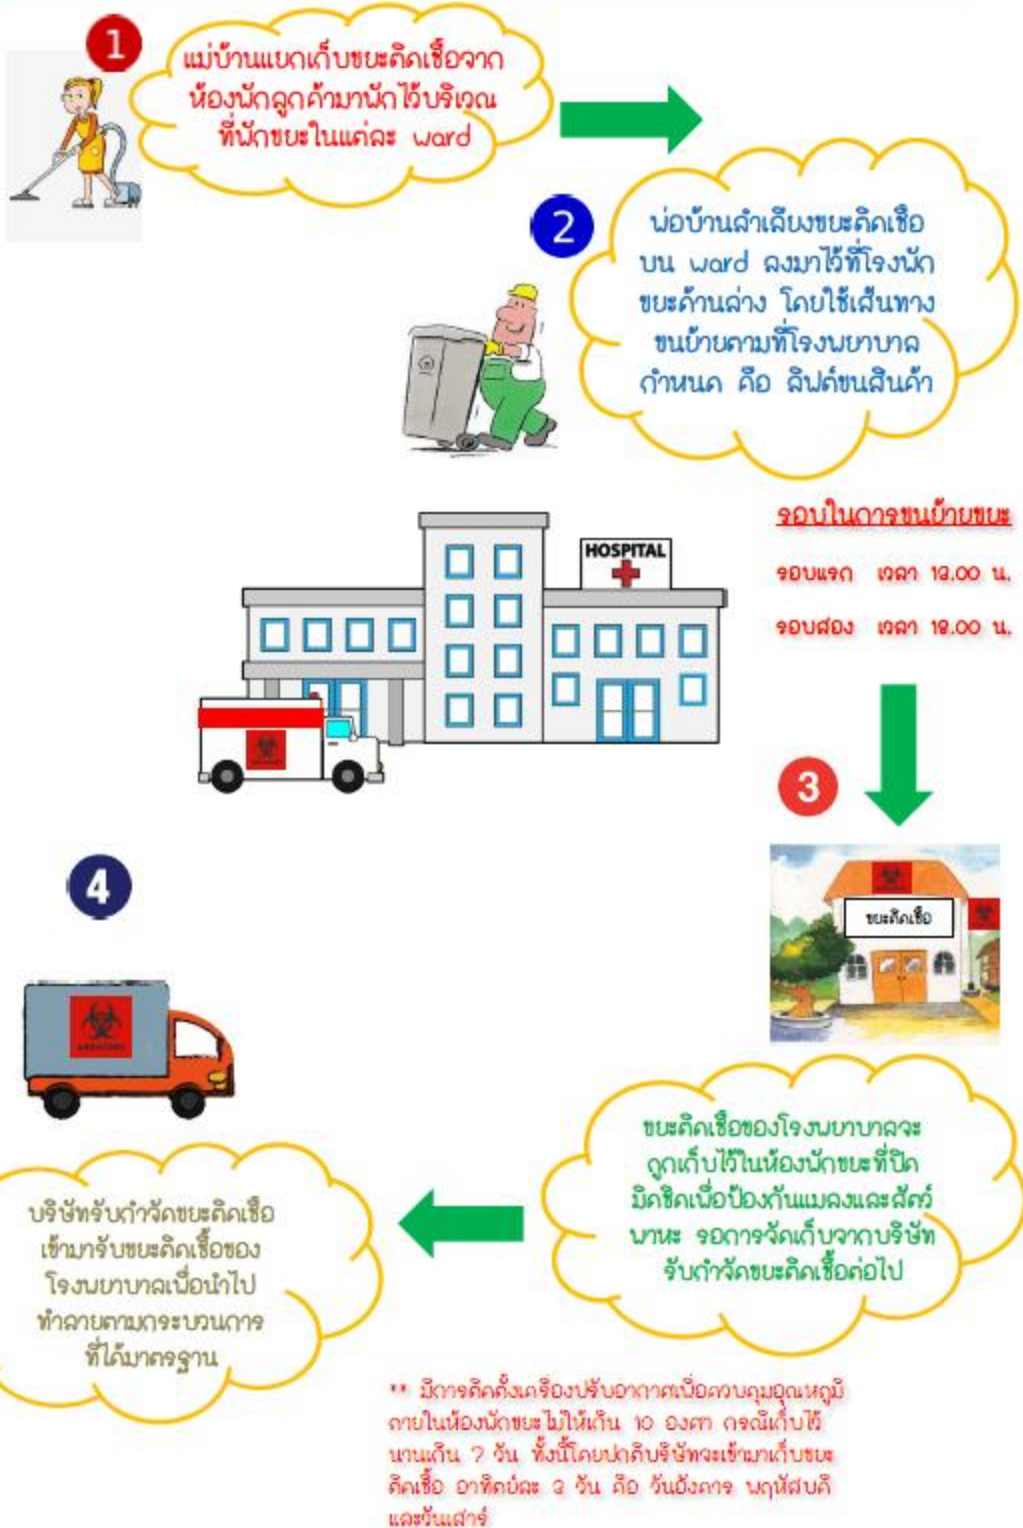 1
แม่บ้านแยกเก็บขยะติดเชื้อจาก
ห้องพักลูกค้ามาพักไว้บริเวณ
ที่พักขยะในแต่ละ ward
2
พ่อบ้านลำเลียงขยะติดเชื้อ
บน ward ลงมาไว้ที่โรงพัก
ขยะด้านล่าง โดยใช้เส้นทาง
ขนย้ายตามที่โรงพยาบาล
กำหนด คือ ลิฟต์ขนสินค้า
HOSPITAL
รอบในการขนย้ายขยะ
รอบแรก เวลา 13.00 น.
รอบสอง เวลา 18.00 น.
3
ขยะติดเชื้อ
ขยะติดเชื้อของโรงพยาบาลจะ
ถูกเก็บไว้ในห้องพักขยะที่ปิด
มิดชิดเพื่อป้องกันแมลงและสัตว์
พาหะ รอการจัดเก็บจากบริษัท
รับกำจัดขยะติดเชื้อต่อไป
4
บริษัทรับกำจัดขยะติดเชื้อ
เข้ามารับขยะติดเชื้อของ
โรงพยาบาลเพื่อนำไป
ทำลายตามกระบวนการ
ที่ได้มาตรฐาน
** มีการติดตั้งเครื่องปรับอากาศเพื่อควบคุมอุณหภูมิ
ภายในห้องพักขยะไม่ให้เกิน 10 องศา กรณีเก็บไว้
นานเกิน 7 วัน ทั้งนี้โดยปกติบริษัทจะเข้ามาเก็บขยะ
ติดเชื้อ อาทิตย์ละ 3 วัน คือ วันอังคาร พฤหัสบดี
และวันเสาร์